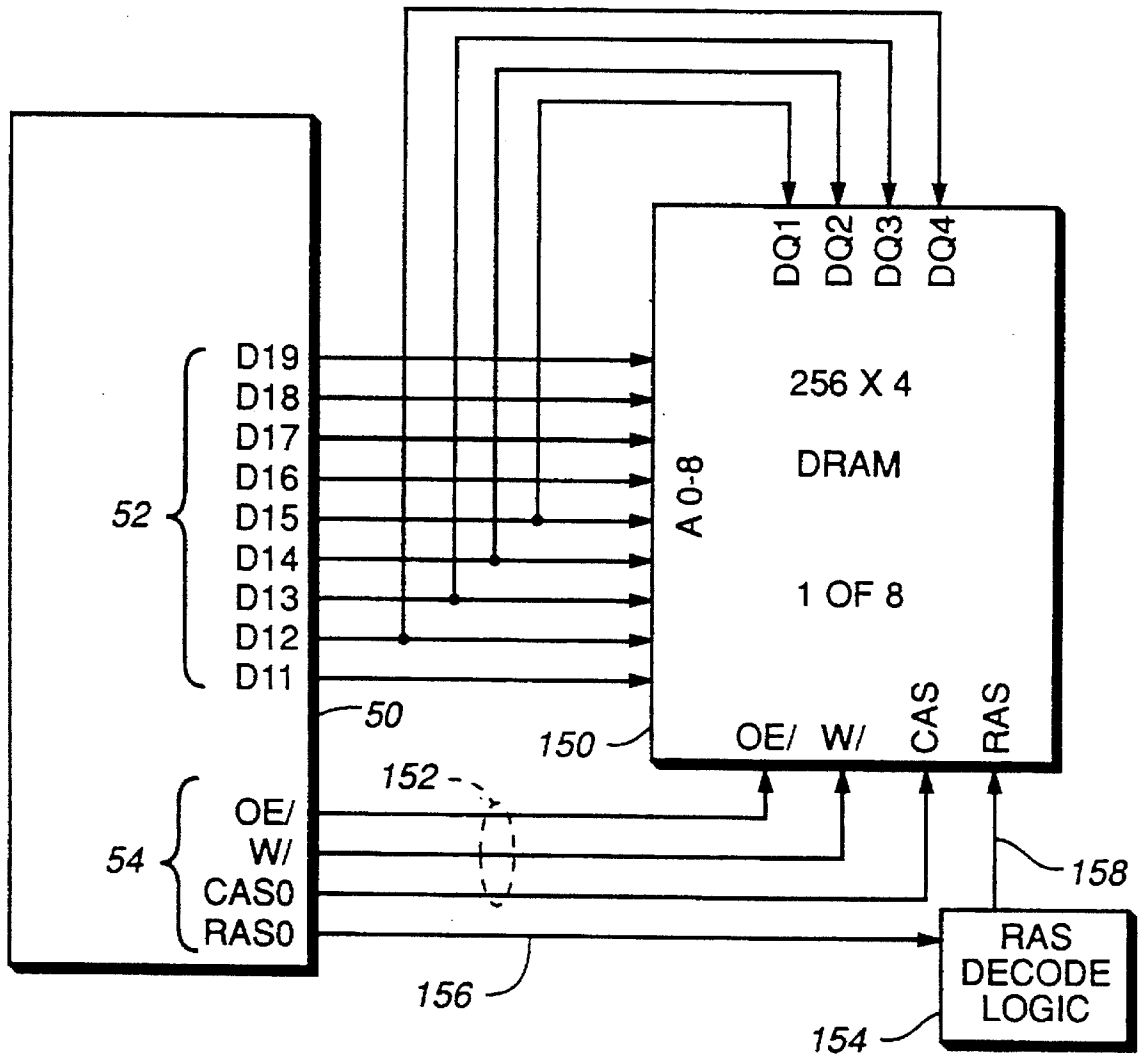 DQ1
DQ2
DQ3
DQ4
D19
D18
D17
D16
D15
D14
D13
D12
D11
52
A 0-8
256 X 4
DRAM
1 OF 8
50
150
OE/
W/
CAS
RAS
152
54
OE/
W/
CAS0
RAS0
156
158
RAS
DECODE
LOGIC
154